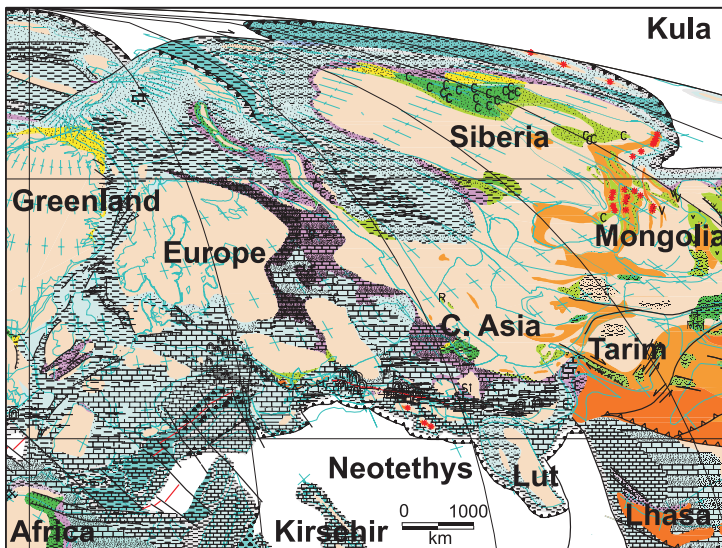 Kula
Siberia
Greenland
Mongolia
Europe
R
C. Asia
Tarim
Neotethys
Lut
Lhasa
0 1000
km
Africa
Kirsehir